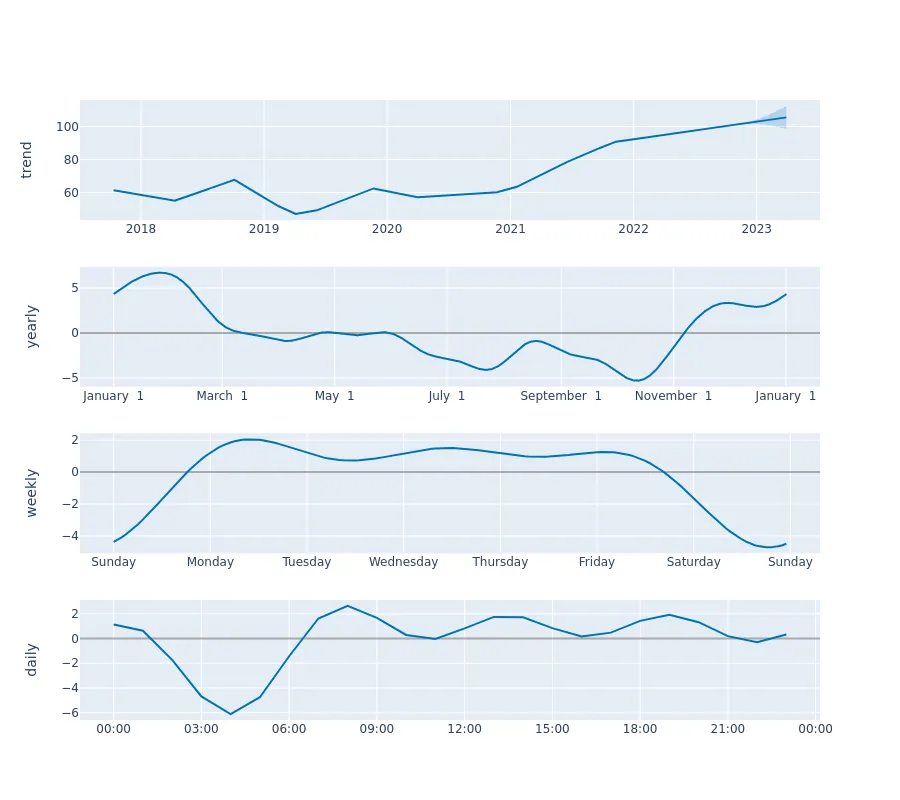 trend
100
80
60
2018 2019 2020 2021 2022 2023
yearly
5
0
−5
January 1 March 1 May 1 July 1 September 1 November 1 January 1
weekly
2
0
−2
−4
Sunday Monday Tuesday Wednesday Thursday Friday Saturday Sunday
daily
2
0
−2
−4
−6
00:00 03:00 06:00 09:00 12:00 15:00 18:00 21:00 00:00